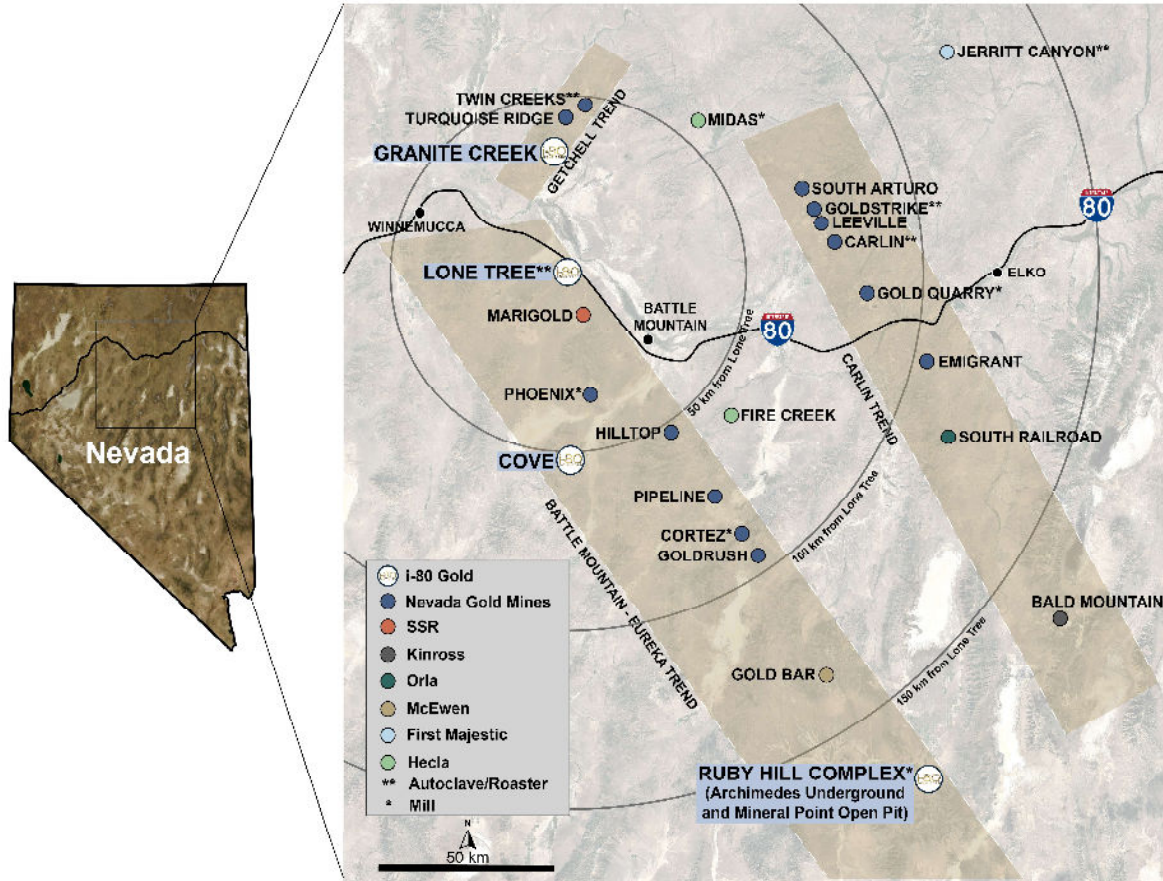 JERRITT CANYON**
TWIN CREEKS**
TURQUOISE RIDGE
MIDAS*
GRANITE CREEK
GETCHELL TREND
SOUTH ARTURO
GOLDSTRIKE**
LEEVILLE
CARLIN**
80
WINNEMUCCA
LONE TREE**
ELKO
GOLD QUARRY*
MARIGOLD
BATTLE
MOUNTAIN
80
50 km from Lone Tree
EMIGRANT
PHOENIX*
CARLIN TREND
FIRE CREEK
HILLTOP
SOUTH RAILROAD
Nevada
COVE
PIPELINE
100 km from Lone Tree
CORTEZ*
GOLDRUSH
BATTLE MOUNTAIN - EUREKA TREND
BALD MOUNTAIN
150 km from Lone Tree
GOLD BAR
RUBY HILL COMPLEX*
(Archimedes Underground
and Mineral Point Open Pit)
i-80 Gold
Nevada Gold Mines
SSR
Kinross
Orla
McEwen
First Majestic
Hecla
** Autoclave/Roaster
* Mill
N
50 km